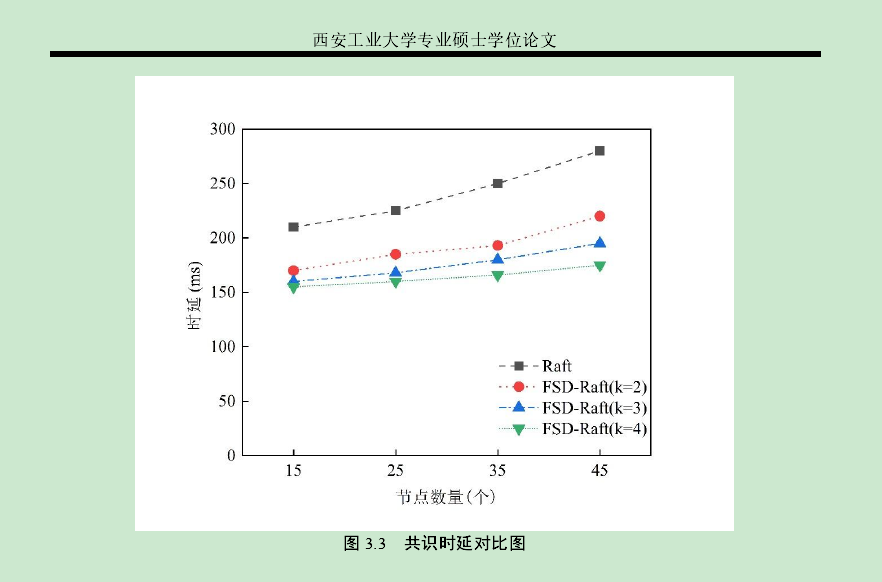 西安工业大学专业硕士学位论文
300
250
200
150
100
50
0
时延 (ms)
Raft
FSD-Raft(k=2)
FSD-Raft(k=3)
FSD-Raft(k=4)
15 25 35 45
节点数量(个)
图 3.3 共识时延对比图